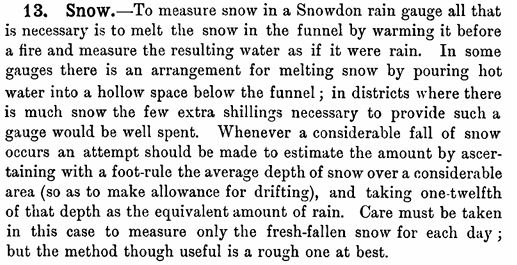 13. Snow.—To measure snow in a Snowdon rain gauge all that
is necessary is to melt the snow in the funnel by warming it before
a fire and measure the resulting water as if it were rain. In some
gauges there is an arrangement for melting snow by pouring hot
water into a hollow space below the funnel; in districts where there
is much snow the few extra shillings necessary to provide such a
gauge would be well spent. Whenever a considerable fall of snow
occurs an attempt should be made to estimate the amount by ascer-
taining with a foot-rule the average depth of snow over a considerable
area (so as to make allowance for drifting), and taking one-twelfth
of that depth as the equivalent amount of rain. Care must be taken
in this case to measure only the fresh-fallen snow for each day;
but the method though useful is a rough one at best.